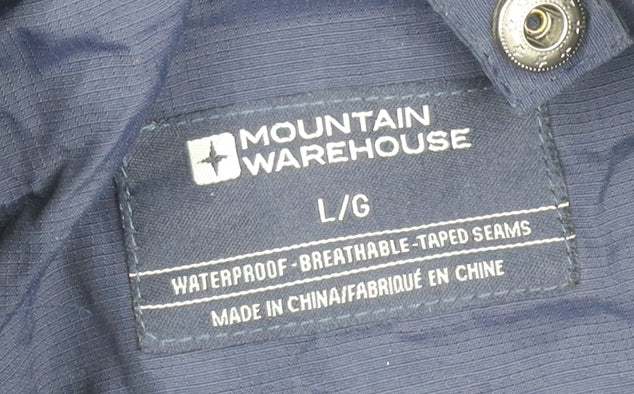 MOUNTAIN
WAREHOUSE
L/G
WATERPROOF-BREATHABLE-TAPED SEAMS
MADE IN CHINA/FABRIQUÉ EN CHINE